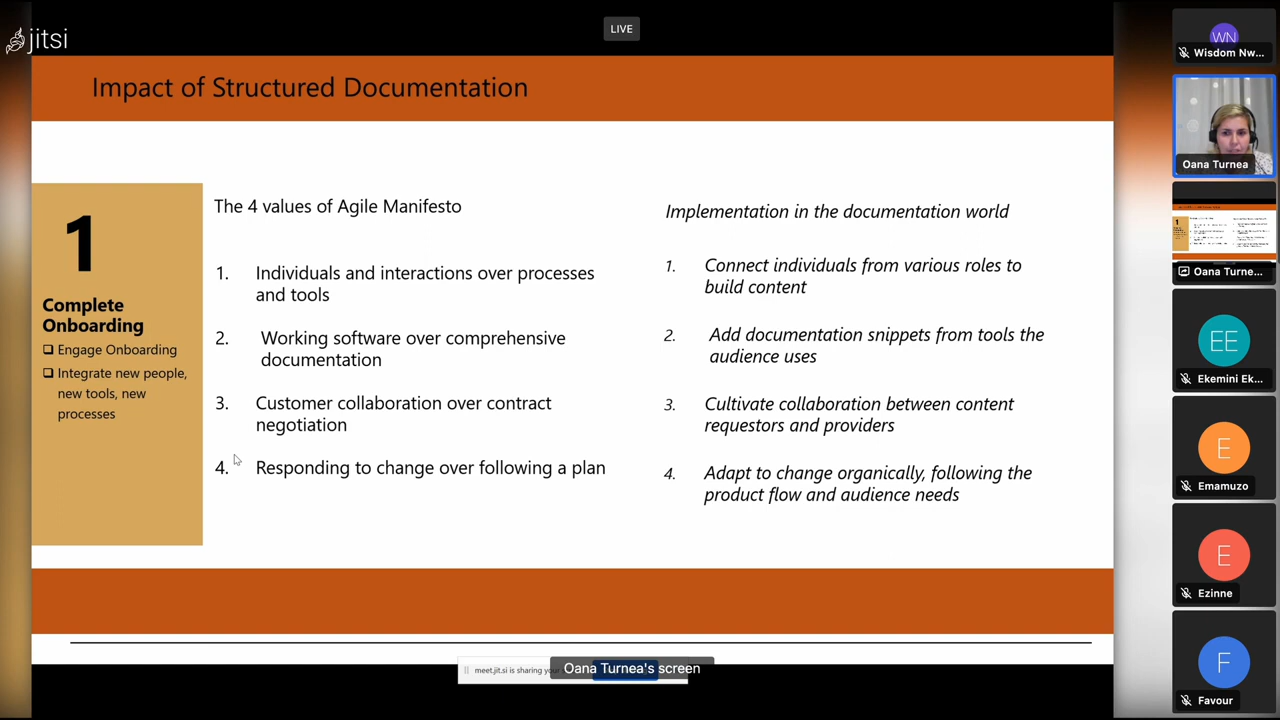 jitsi
LIVE
Impact of Structured Documentation
1
Complete
Onboarding
❑ Engage Onboarding
❑ Integrate new people,
new tools, new
processes
The 4 values of Agile Manifesto
1. Individuals and interactions over processes
and tools
2. Working software over comprehensive
documentation
3. Customer collaboration over contract
negotiation
4. Responding to change over following a plan
Implementation in the documentation world
1. Connect individuals from various roles to
build content
2. Add documentation snippets from tools the
audience uses
3. Cultivate collaboration between content
requestors and providers
4. Adapt to change organically, following the
product flow and audience needs
meet.jit.si is sharing
Oana Turnea's screen
WN
Wisdom Nw...
Oana Turnea
Oana Turne...
EE
Ekemini Ek...
E
Emamuzo
E
Ezinne
F
Favour